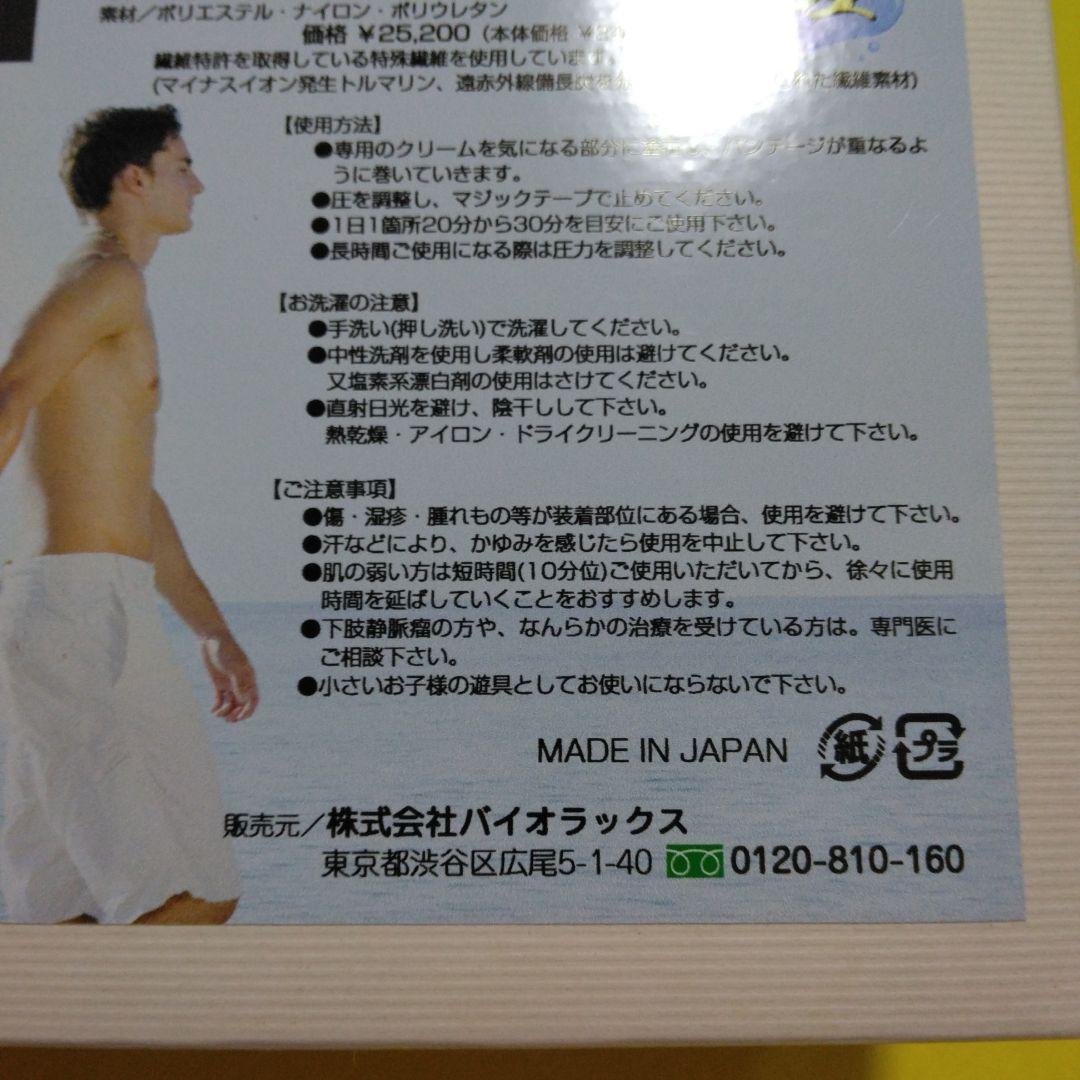 素材／ポリエステル・ナイロン・ポリウレタン
価格 ￥25,200（本体価格
繊維特許を取得している特殊繊維を使用しています。
(マイナスイオン発生トルマリン、遠赤外線備長炭 繊維素材)
【使用方法】
●専用のクリームを気になる部分に バンテージが重なるよ
うに巻いていきます。
●圧を調整し、マジックテープで止めてください。
●1日1箇所20分から30分を目安にご使用下さい。
●長時間ご使用になる際は圧力を調整してください。
【お洗濯の注意】
●手洗い(押し洗い)で洗濯してください。
●中性洗剤を使用し柔軟剤の使用は避けてください。
又塩素系漂白剤の使用はさけてください。
●直射日光を避け、陰干しして下さい。
熱乾燥・アイロン・ドライクリーニングの使用を避けて下さい。
【ご注意事項】
●傷・湿疹・腫れもの等が装着部位にある場合、使用を避けて下さい。
●汗などにより、かゆみを感じたら使用を中止して下さい。
●肌の弱い方は短時間(10分位)ご使用いただいてから、徐々に使用
時間を延ばしていくことをおすすめします。
●下肢静脈瘤の方や、なんらかの治療を受けている方は。専門医に
ご相談下さい。
●小さいお子様の遊具としてお使いにならないで下さい。
MADE IN JAPAN 紙 プラ
販売元／株式会社バイオラックス
東京都渋谷区広尾5-1-40 0120-810-160